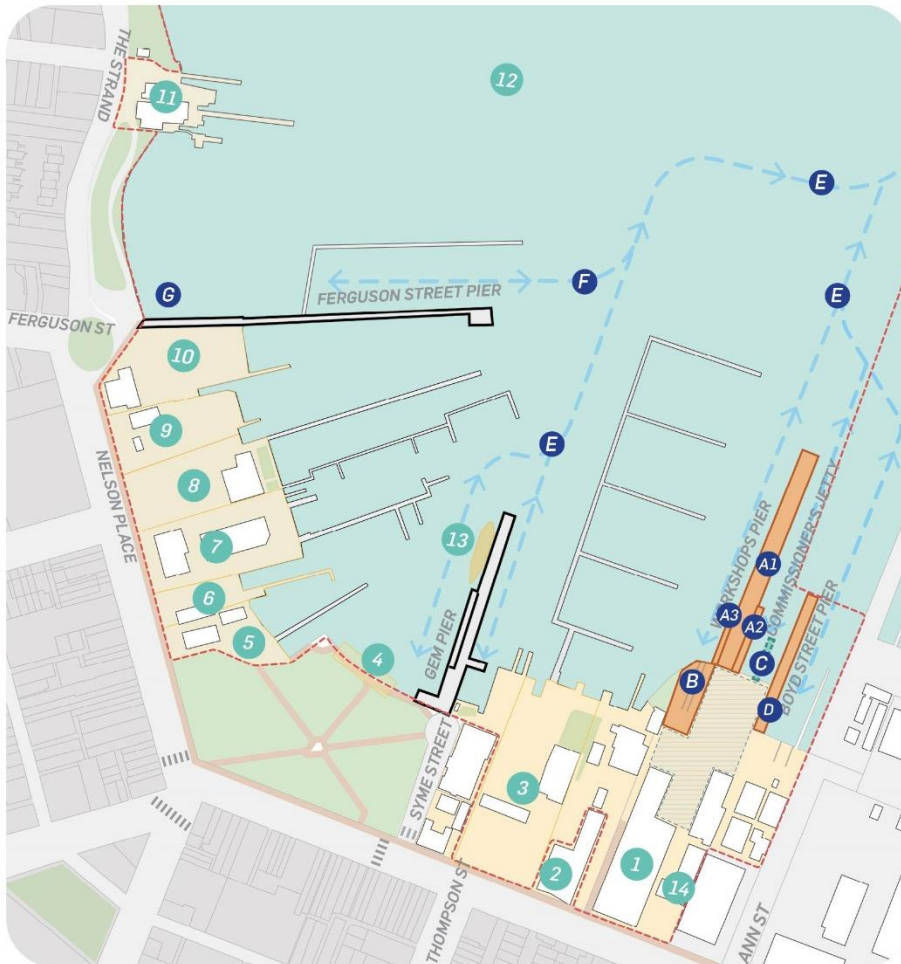 THE STRAND
11
12
E
E
G
F
FERGUSON STREET PIER
FERGUSON ST
10
9
E
NELSON PLACE
8
13
7
GEM PIER
WORKSHOPS PIER
COMMISSIONER'S JETTY
A1
A3
A2
6
5
4
C
B
BOYD STREET PIER
D
SYME STREET
3
2
1
14
THOMPSON ST
ANN ST